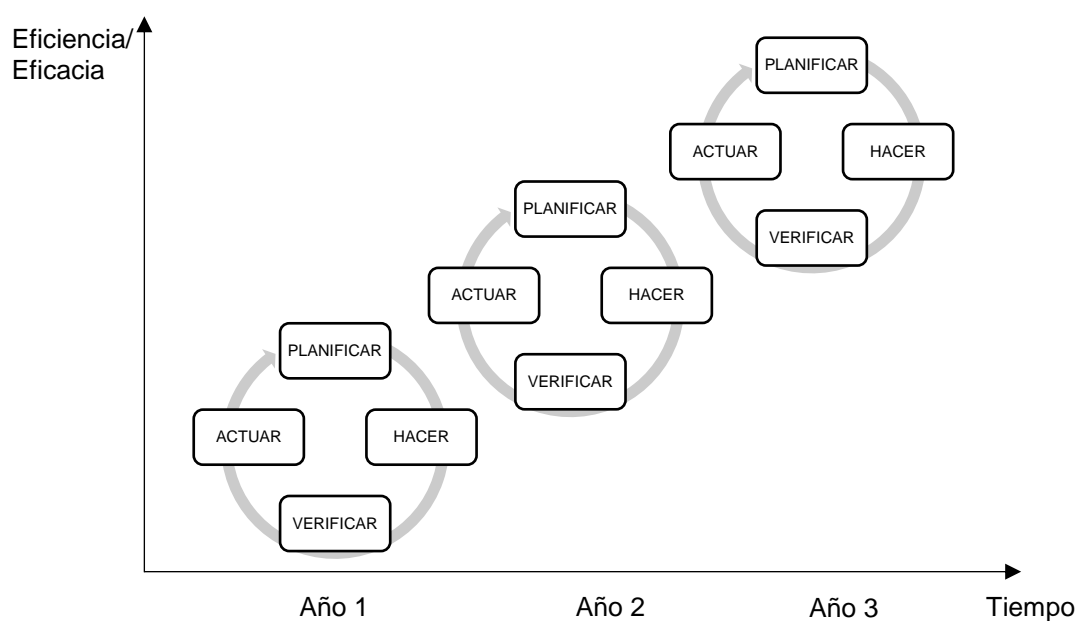 Eficiencia/
Eficacia
PLANIFICAR
ACTUAR
HACER
VERIFICAR
PLANIFICAR
ACTUAR
HACER
VERIFICAR
PLANIFICAR
ACTUAR
HACER
VERIFICAR
Año 1
Año 2
Año 3
Tiempo